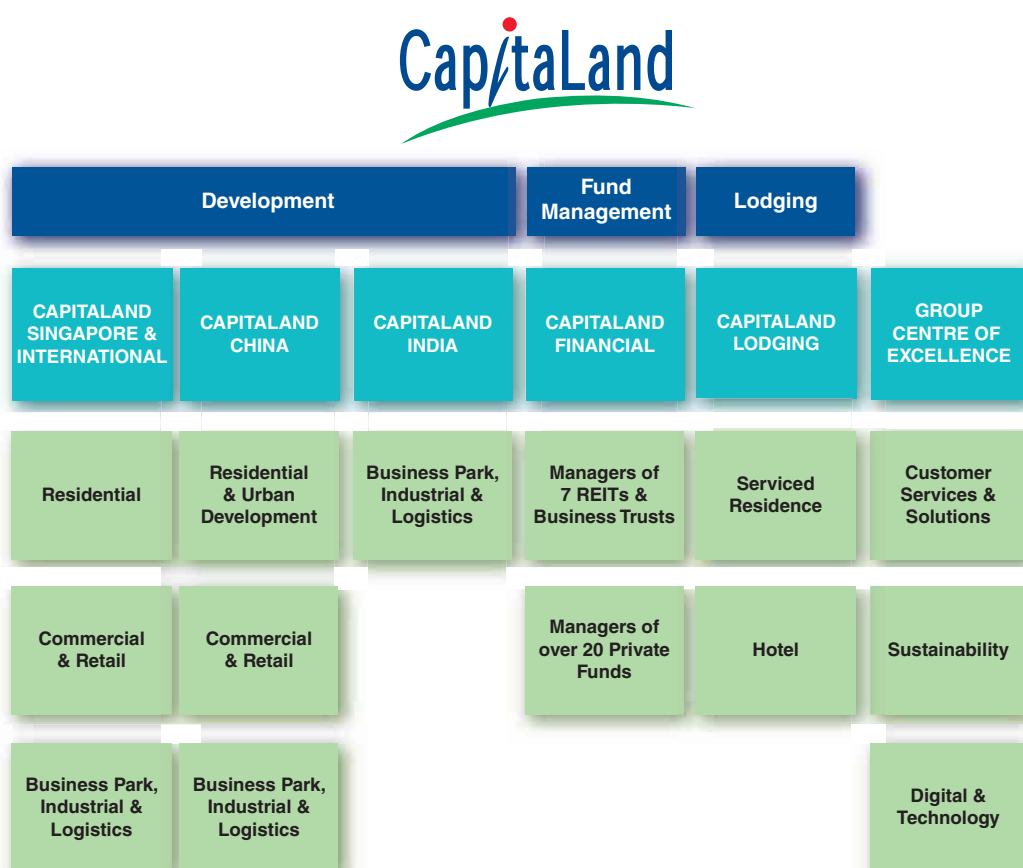 CapitaLand
Development
Fund
Management
Lodging
CAPITALAND
SINGAPORE &
INTERNATIONAL
CAPITALAND
CHINA
CAPITALAND
INDIA
CAPITALAND
FINANCIAL
CAPITALAND
LODGING
GROUP
CENTRE OF
EXCELLENCE
Residential
Residential
& Urban
Development
Business Park,
Industrial &
Logistics
Managers of
7 REITs &
Business Trusts
Serviced
Residence
Customer
Services &
Solutions
Commercial
& Retail
Commercial
& Retail
Managers of
over 20 Private
Funds
Hotel
Sustainability
Business Park,
Industrial &
Logistics
Business Park,
Industrial &
Logistics
Digital &
Technology